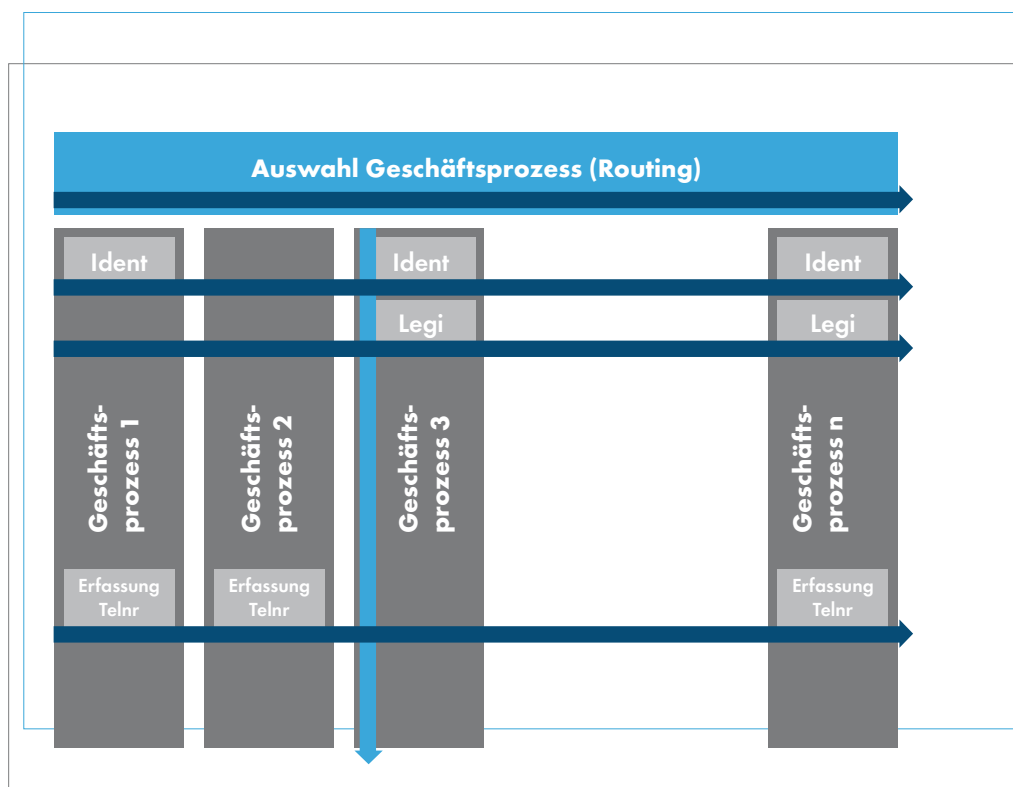 Auswahl Geschäftsprozess (Routing)
Ident
Ident
Ident
Legi
Legi
Geschäfts-
prozess 1
Geschäfts-
prozess 2
Geschäfts-
prozess 3
Geschäfts-
prozess n
Erfassung
Telnr
Erfassung
Telnr
Erfassung
Telnr